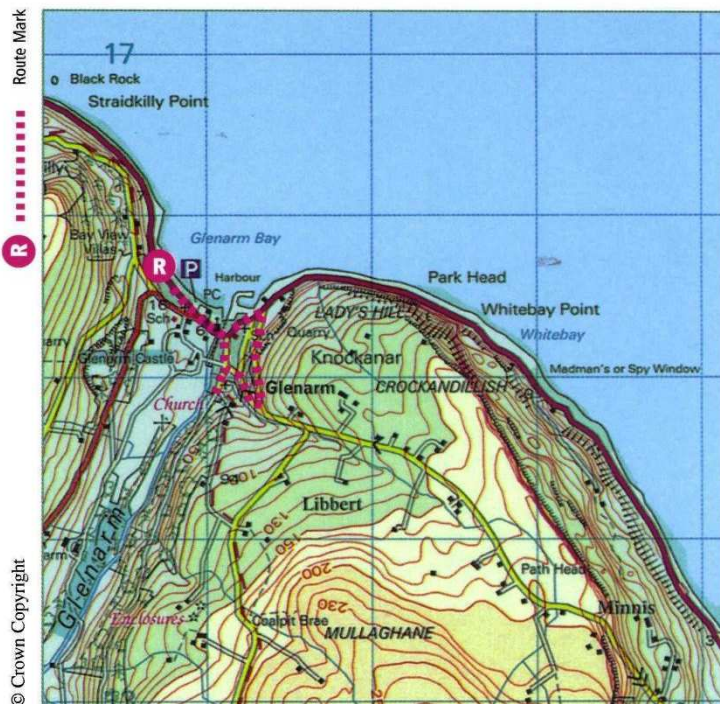 Route Mark
R
© Crown Copyright
17
Black Rock
Straidkilly Point
Bay View
Villas
Glenarm Bay
R
P
Harbour
PC
16
Sch
6
Glenarm Castle
Church
Glenarm
LADY'S HILL
Quarry
Knockanar
CROCKANDILLISH
Park Head
Whitebay Point
Whitebay
Madman's or Spy Window
Libbert
100
130
150
200
230
Glenarm
Enclosures
Coalpit Brae
MULLAGHANE
Path Head
Minnis